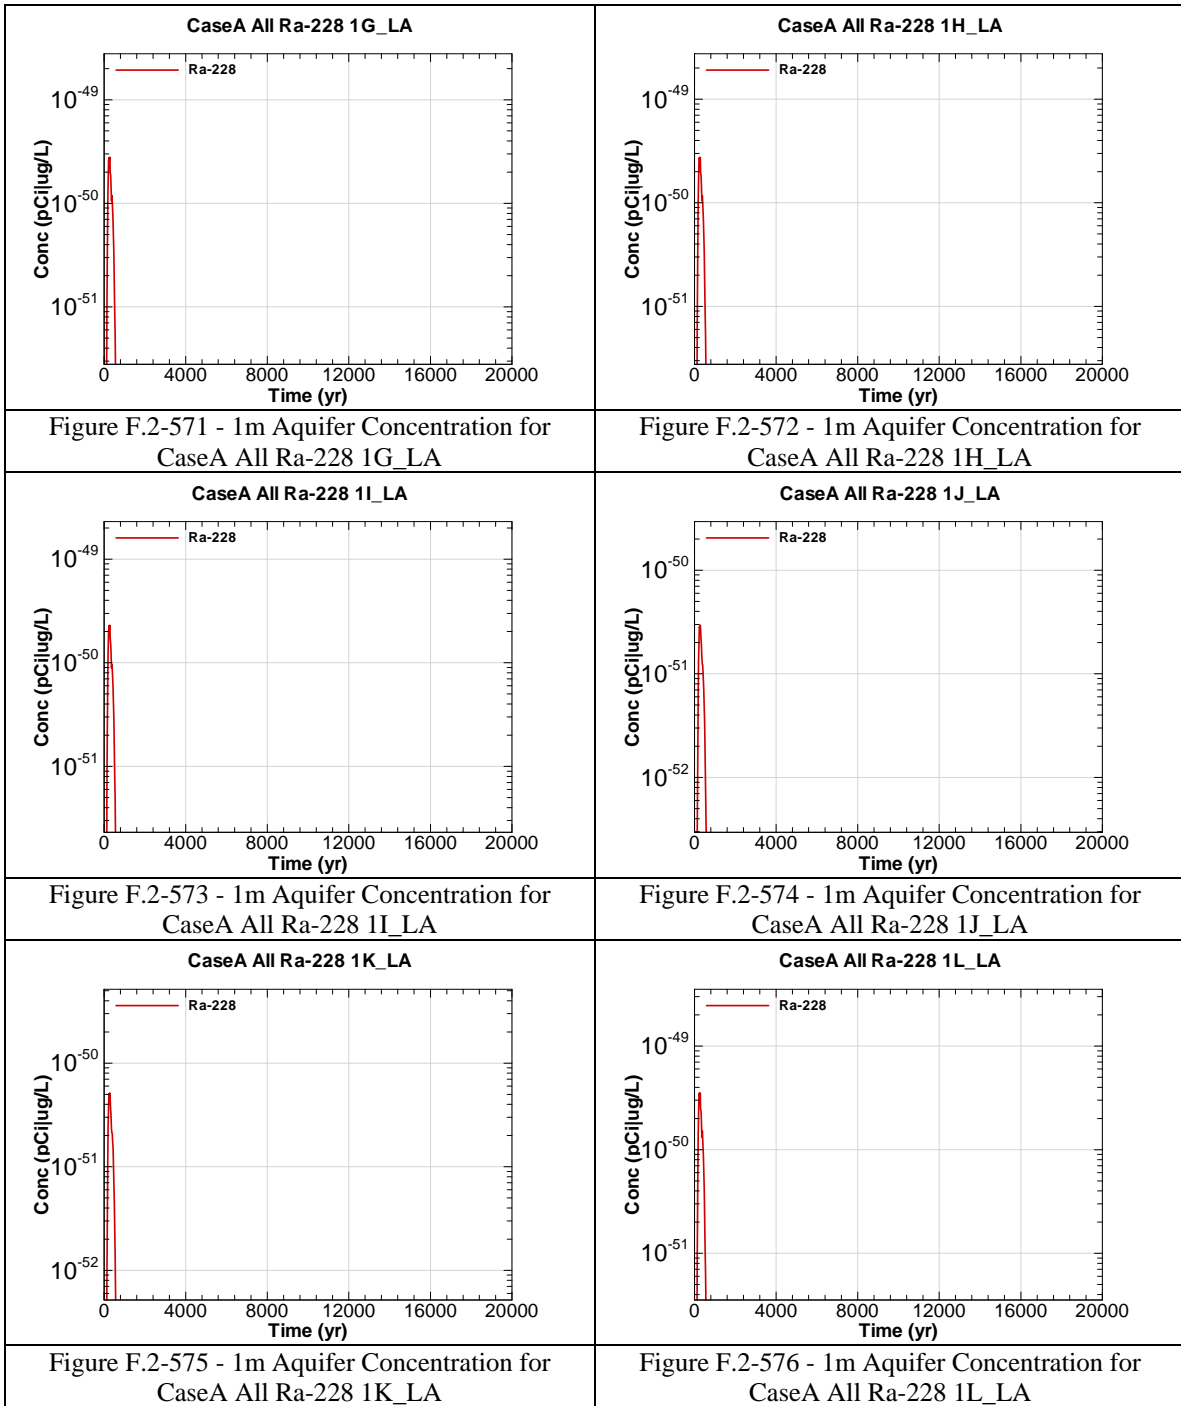 CaseA All Ra-228 1G_LA
Ra-228
10-49
10-50
10-51
Conc (pCi|ug/L)
0 4000 8000 12000 16000 20000
Time (yr)
Figure F.2-571 - 1m Aquifer Concentration for
CaseA All Ra-228 1G_LA
CaseA All Ra-228 1H_LA
Ra-228
10-49
10-50
10-51
Conc (pCi|ug/L)
0 4000 8000 12000 16000 20000
Time (yr)
Figure F.2-572 - 1m Aquifer Concentration for
CaseA All Ra-228 1H_LA
CaseA All Ra-228 1I_LA
Ra-228
10-49
10-50
10-51
Conc (pCi|ug/L)
0 4000 8000 12000 16000 20000
Time (yr)
Figure F.2-573 - 1m Aquifer Concentration for
CaseA All Ra-228 1I_LA
CaseA All Ra-228 1J_LA
Ra-228
10-50
10-51
10-52
Conc (pCi|ug/L)
0 4000 8000 12000 16000 20000
Time (yr)
Figure F.2-574 - 1m Aquifer Concentration for
CaseA All Ra-228 1J_LA
CaseA All Ra-228 1K_LA
Ra-228
10-50
10-51
10-52
Conc (pCi|ug/L)
0 4000 8000 12000 16000 20000
Time (yr)
Figure F.2-575 - 1m Aquifer Concentration for
CaseA All Ra-228 1K_LA
CaseA All Ra-228 1L_LA
Ra-228
10-49
10-50
10-51
Conc (pCi|ug/L)
0 4000 8000 12000 16000 20000
Time (yr)
Figure F.2-576 - 1m Aquifer Concentration for
CaseA All Ra-228 1L_LA